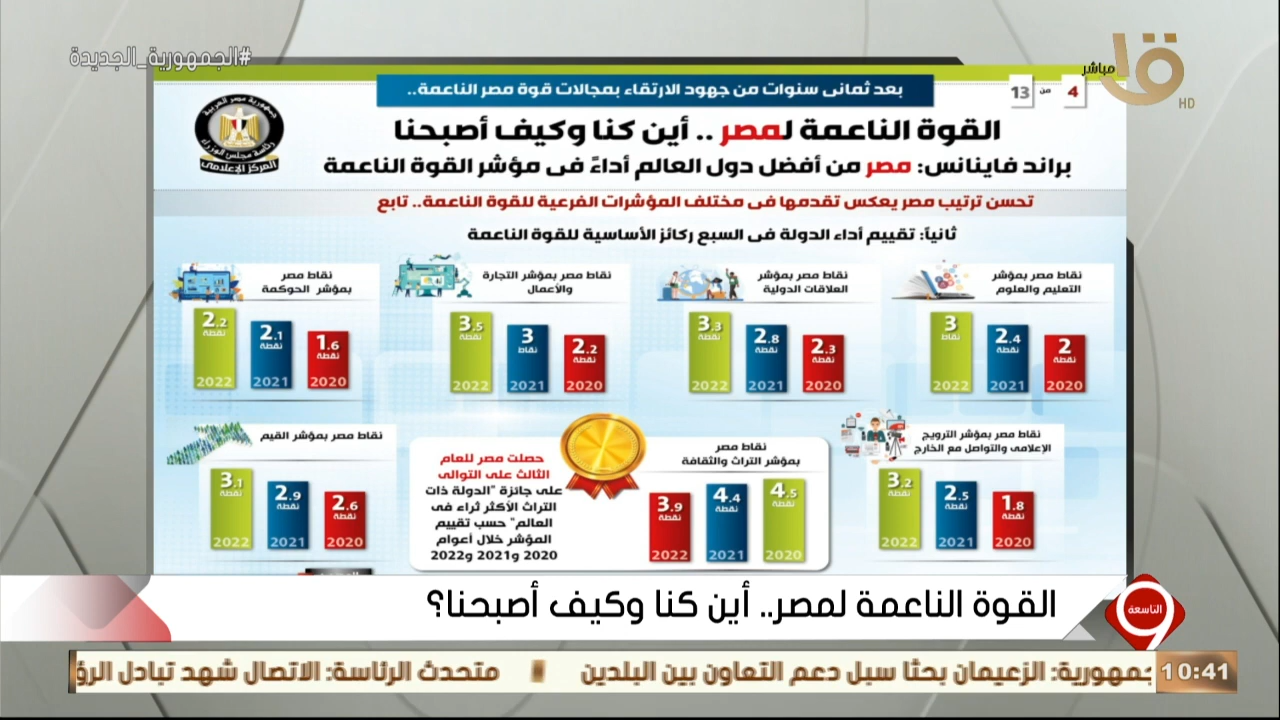 #الجمهورية_الجديدة
مباشر
HD
4 من 13
بعد ثمانى سنوات من جهود الارتقاء بمجالات قوة مصر الناعمة..
جمهورية مصر العربية
رئاسة مجلس الوزراء
المركز الإعلامى
القوة الناعمة لمصر .. أين كنا وكيف أصبحنا
براند فاينانس: مصر من أفضل دول العالم أداءً فى مؤشر القوة الناعمة
تحسن ترتيب مصر يعكس تقدمها فى مختلف المؤشرات الفرعية للقوة الناعمة.. تابع
ثانياً: تقييم أداء الدولة فى السبع ركائز الأساسية للقوة الناعمة
نقاط مصر بمؤشر
التعليم والعلوم
2 نقطة 2020
2.4 نقطة 2021
3 نقاط 2022
نقاط مصر بمؤشر
العلاقات الدولية
2.3 نقطة 2020
2.8 نقطة 2021
3.3 نقطة 2022
نقاط مصر بمؤشر التجارة
والأعمال
2.2 نقطة 2020
3 نقاط 2021
3.5 نقطة 2022
نقاط مصر
بمؤشر الحوكمة
1.6 نقطة 2020
2.1 نقطة 2021
2.2 نقطة 2022
نقاط مصر بمؤشر الترويج
الإعلامى والتواصل مع الخارج
1.8 نقطة 2020
2.5 نقطة 2021
3.2 نقطة 2022
نقاط مصر
بمؤشر التراث والثقافة
4.5 نقطة 2020
4.4 نقطة 2021
3.9 نقطة 2022
حصلت مصر للعام
الثالث على التوالى
على جائزة "الدولة ذات
التراث الأكثر ثراء فى
العالم" حسب تقييم
المؤشر خلال أعوام
2020 و2021 و2022
نقاط مصر بمؤشر القيم
2.6 نقطة 2020
2.9 نقطة 2021
3.1 نقطة 2022
التاسعة
9
القوة الناعمة لمصر.. أين كنا وكيف أصبحنا؟
10:41
جمهورية: الزعيمان بحثا سبل دعم التعاون بين البلدين
متحدث الرئاسة: الاتصال شهد تبادل الرؤ